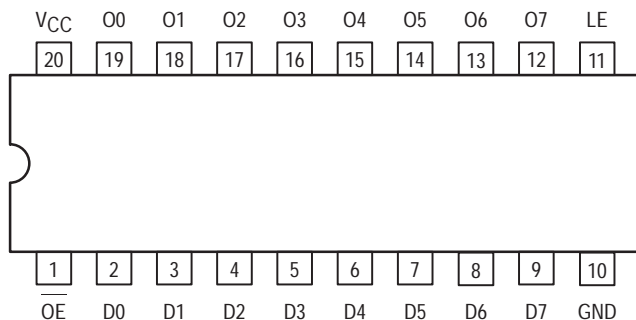 VCC O0 O1 O2 O3 O4 O5 O6 O7 LE
20 19 18 17 16 15 14 13 12 11
1 2 3 4 5 6 7 8 9 10
O̅E̅ D0 D1 D2 D3 D4 D5 D6 D7 GND